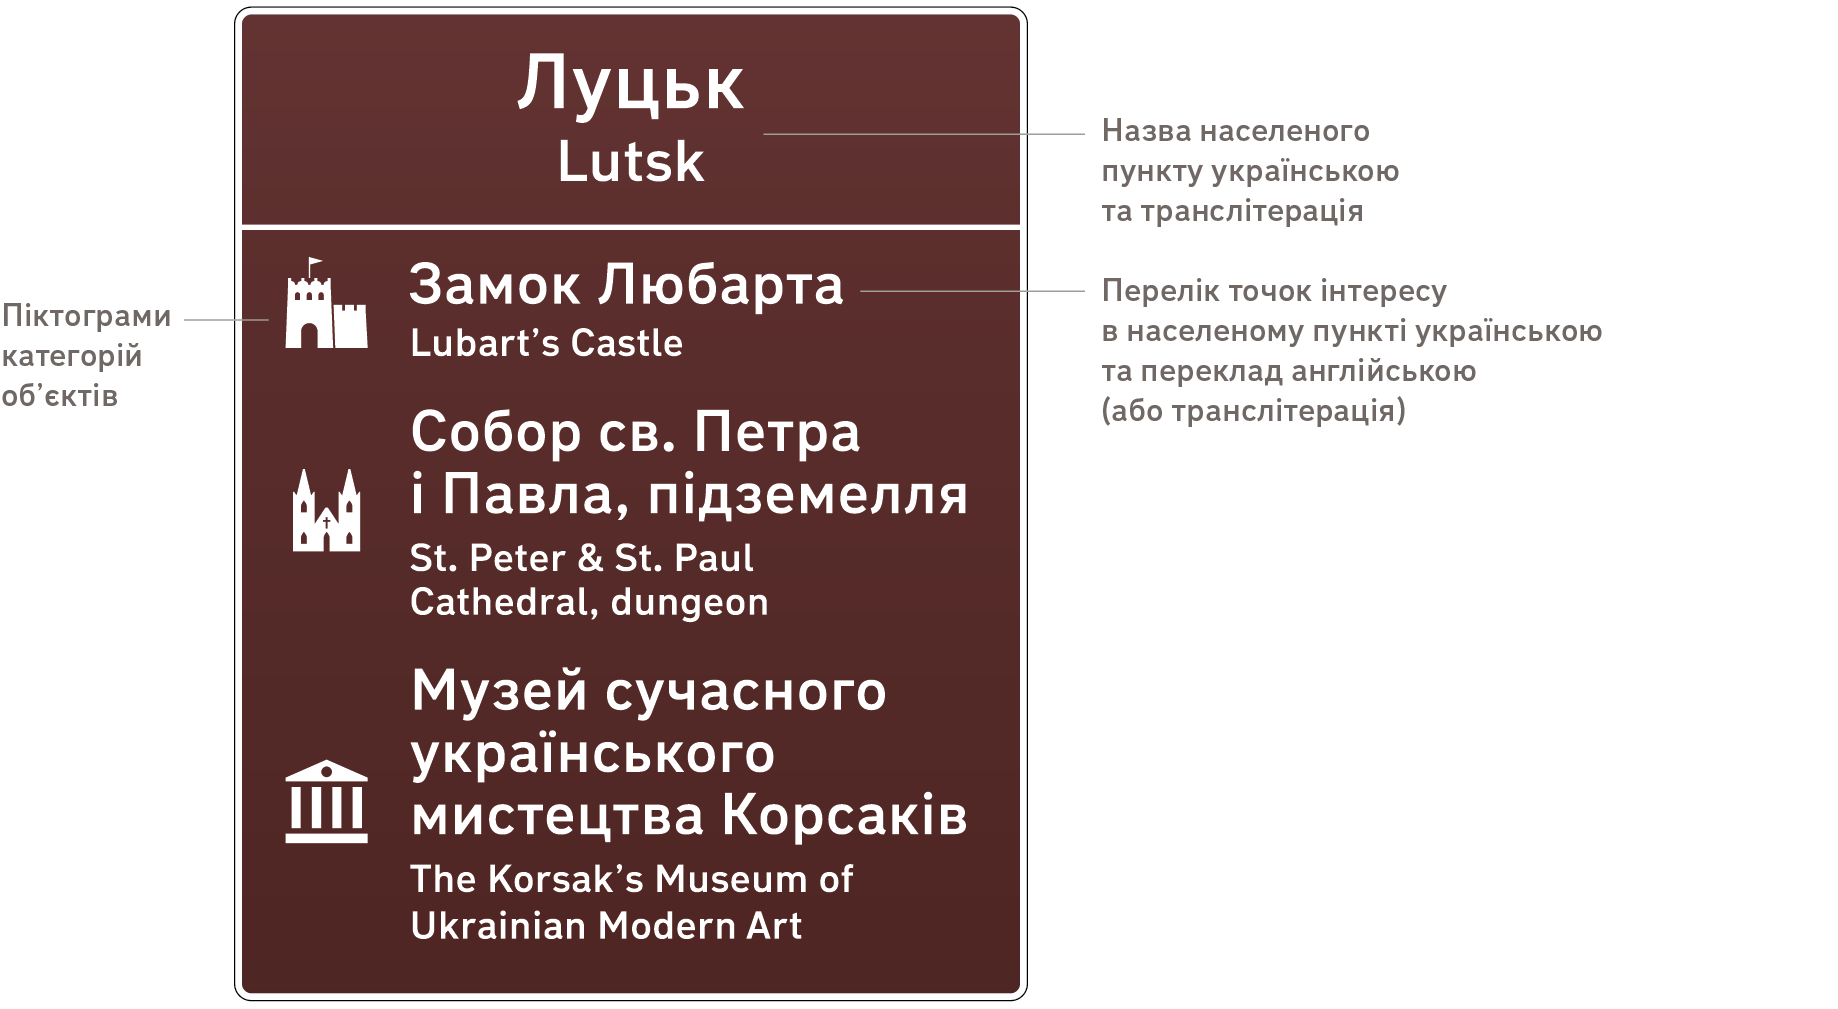 Луцьк
Lutsk
Замок Любарта
Lubart’s Castle
Собор св. Петра
і Павла, підземелля
St. Peter & St. Paul
Cathedral, dungeon
Музей сучасного
українського
мистецтва Корсаків
The Korsak’s Museum of
Ukrainian Modern Art
Піктограми
категорій
об’єктів
Назва населеного
пункту українською
та транслітерація
Перелік точок інтересу
в населеному пункті українською
та переклад англійською
(або транслітерація)